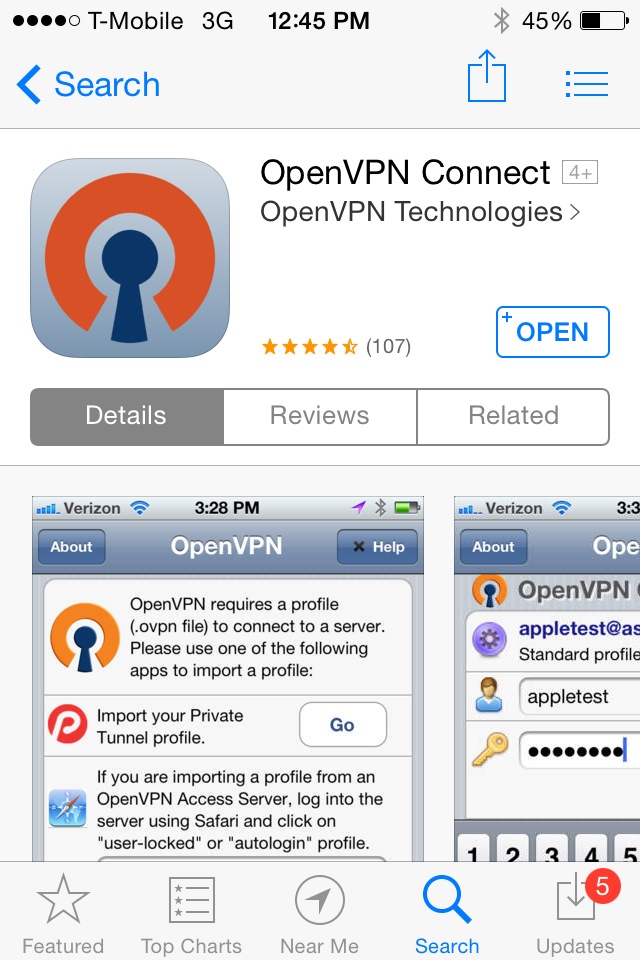 T-Mobile 3G 12:45 PM 45%
Search
OpenVPN Connect 4+
OpenVPN Technologies >
(107)
+ OPEN
Details Reviews Related
Verizon 3:28 PM
About OpenVPN × Help
OpenVPN requires a profile
(.ovpn file) to connect to a server.
Please use one of the following
apps to import a profile:
Import your Private
Tunnel profile.
Go
If you are importing a profile from an
OpenVPN Access Server, log into the
server using Safari and click on
"user-locked" or "autologin" profile.
Verizon 3:3
About Ope
OpenVPN
appletest@as
Standard profile
appletest
1 2 3 4 5
Featured Top Charts Near Me Search Updates
5